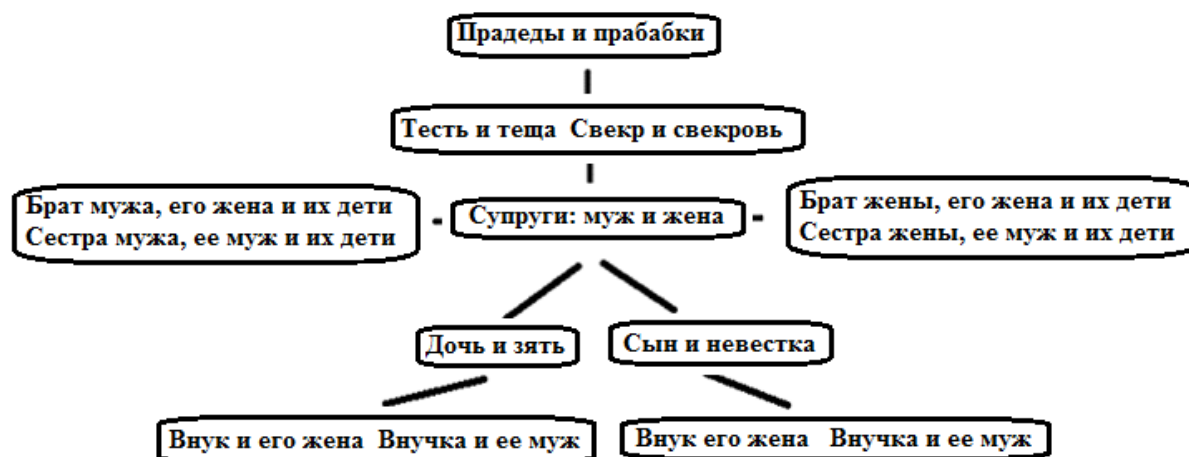 Прадеды и прабабки
Тесть и теща Свекр и свекровь
Брат мужа, его жена и их дети
Сестра мужа, ее муж и их дети
Супруги: муж и жена
Брат жены, его жена и их дети
Сестра жены, ее муж и их дети
Дочь и зять
Сын и невестка
Внук и его жена Внучка и ее муж
Внук его жена Внучка и ее муж